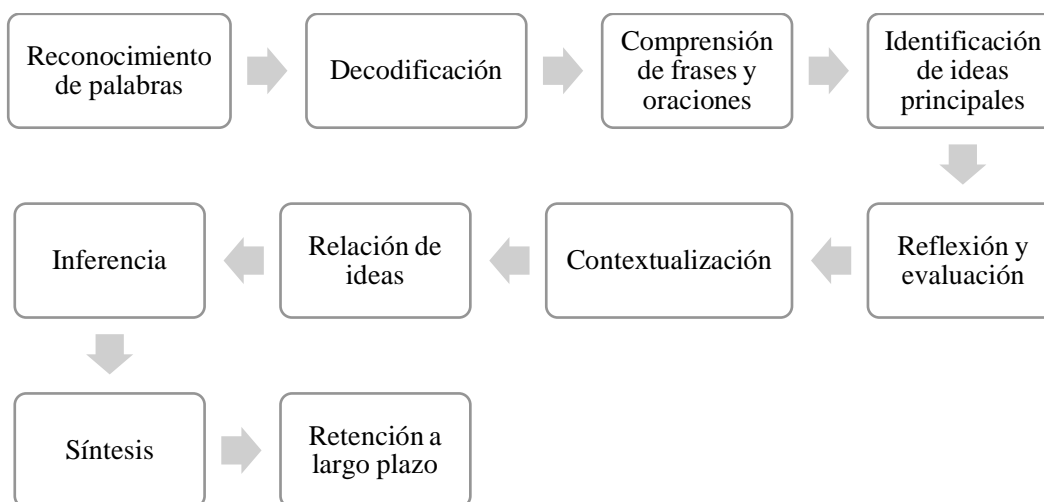 Reconocimiento
de palabras
Decodificación
Comprensión
de frases y
oraciones
Identificación
de ideas
principales
Reflexión y
evaluación
Contextualización
Relación de
ideas
Inferencia
Síntesis
Retención a
largo plazo